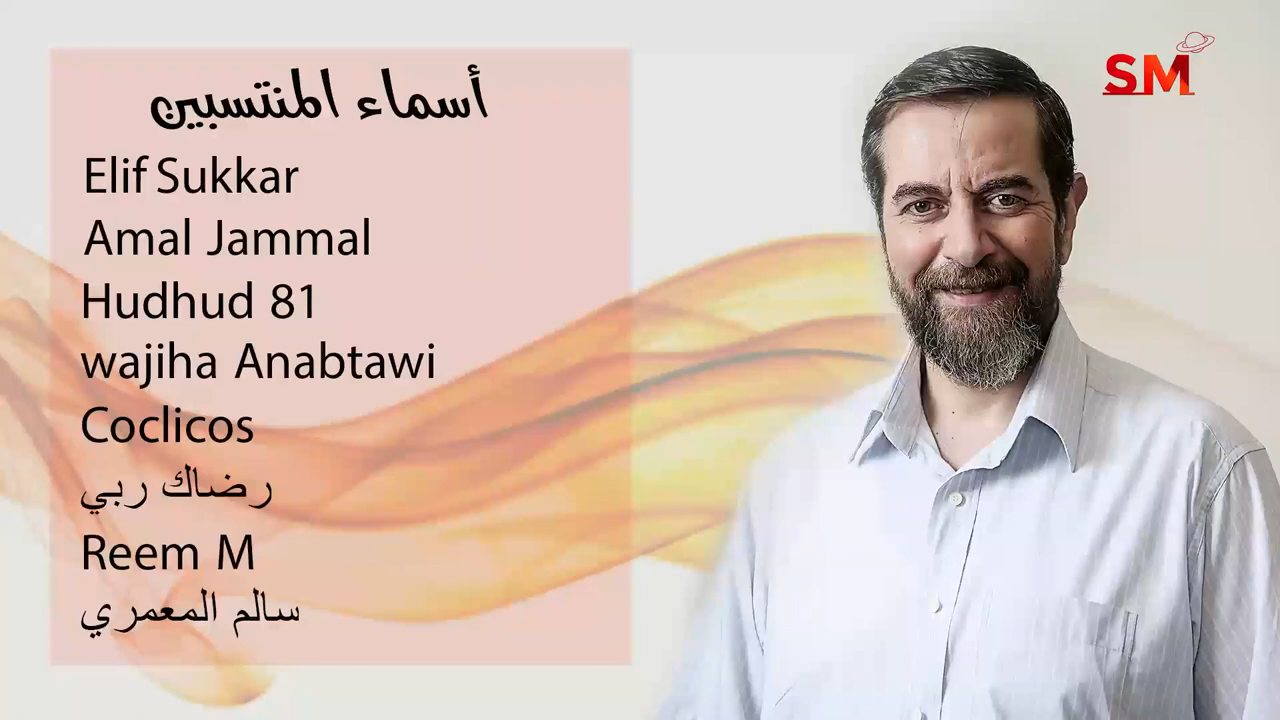 أسماء المنتسبين
Elif Sukkar
Amal Jammal
Hudhud 81
wajiha Anabtawi
Coclicos
رضاك ربي
Reem M
سالم المعمري
SM